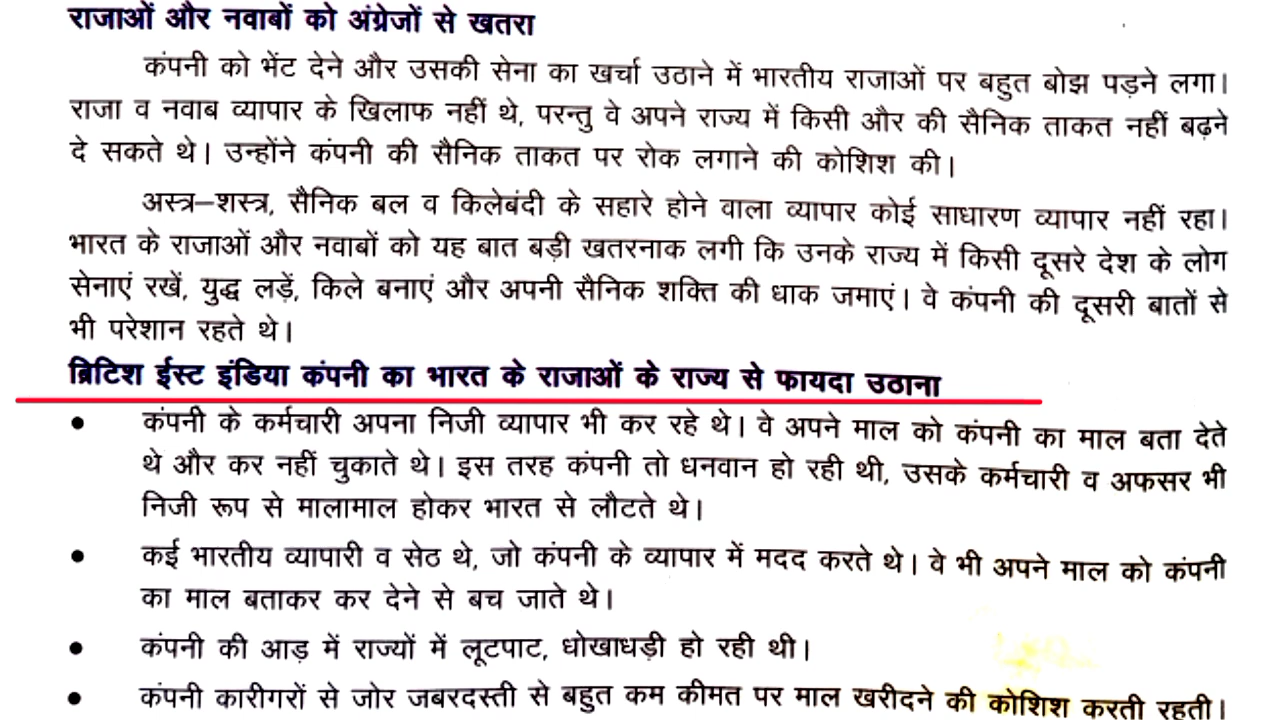 राजाओं और नवाबों को अंग्रेजों से खतरा
कंपनी को भेंट देने और उसकी सेना का खर्चा उठाने में भारतीय राजाओं पर बहुत बोझ पड़ने लगा।
राजा व नवाब व्यापार के खिलाफ नहीं थे, परन्तु वे अपने राज्य में किसी और की सैनिक ताकत नहीं बढ़ने
दे सकते थे। उन्होंने कंपनी की सैनिक ताकत पर रोक लगाने की कोशिश की।
अस्त्र–शस्त्र, सैनिक बल व किलेबंदी के सहारे होने वाला व्यापार कोई साधारण व्यापार नहीं रहा।
भारत के राजाओं और नवाबों को यह बात बड़ी खतरनाक लगी कि उनके राज्य में किसी दूसरे देश के लोग
सेनाएं रखें, युद्ध लड़ें, किले बनाएं और अपनी सैनिक शक्ति की धाक जमाएं। वे कंपनी की दूसरी बातों से
भी परेशान रहते थे।
ब्रिटिश ईस्ट इंडिया कंपनी का भारत के राजाओं के राज्य से फायदा उठाना
• कंपनी के कर्मचारी अपना निजी व्यापार भी कर रहे थे। वे अपने माल को कंपनी का माल बता देते
थे और कर नहीं चुकाते थे। इस तरह कंपनी तो धनवान हो रही थी, उसके कर्मचारी व अफसर भी
निजी रूप से मालामाल होकर भारत से लौटते थे।
• कई भारतीय व्यापारी व सेठ थे, जो कंपनी के व्यापार में मदद करते थे। वे भी अपने माल को कंपनी
का माल बताकर कर देने से बच जाते थे।
• कंपनी की आड़ में राज्यों में लूटपाट, धोखाधड़ी हो रही थी।
• कंपनी कारीगरों से जोर जबरदस्ती से बहुत कम कीमत पर माल खरीदने की कोशिश करती रहती।